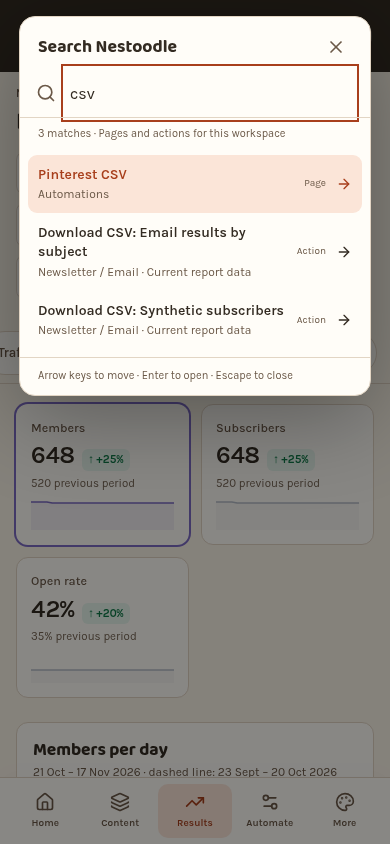 Search Nestoodle
csv
3 matches · Pages and actions for this workspace
Pinterest CSV
Automations
Page
Download CSV: Email results by
subject
Newsletter / Email · Current report data
Action
Download CSV: Synthetic subscribers
Newsletter / Email · Current report data
Action
Arrow keys to move · Enter to open · Escape to close
Members
648 ↑ +25%
520 previous period
Subscribers
648 ↑ +25%
520 previous period
Open rate
42% ↑ +20%
35% previous period
Members per day
21 Oct – 17 Nov 2026 · dashed line: 23 Sept – 20 Oct 2026
Home
Content
Results
Automate
More